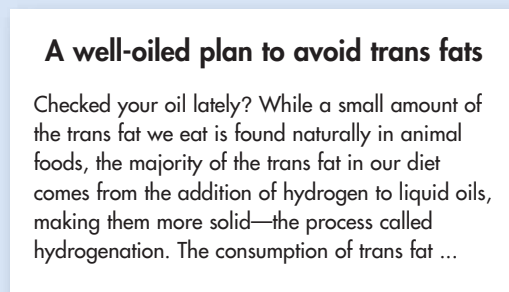 A well-oiled plan to avoid trans fats
Checked your oil lately? While a small amount of
the trans fat we eat is found naturally in animal
foods, the majority of the trans fat in our diet
comes from the addition of hydrogen to liquid oils,
making them more solid—the process called
hydrogenation. The consumption of trans fat ...